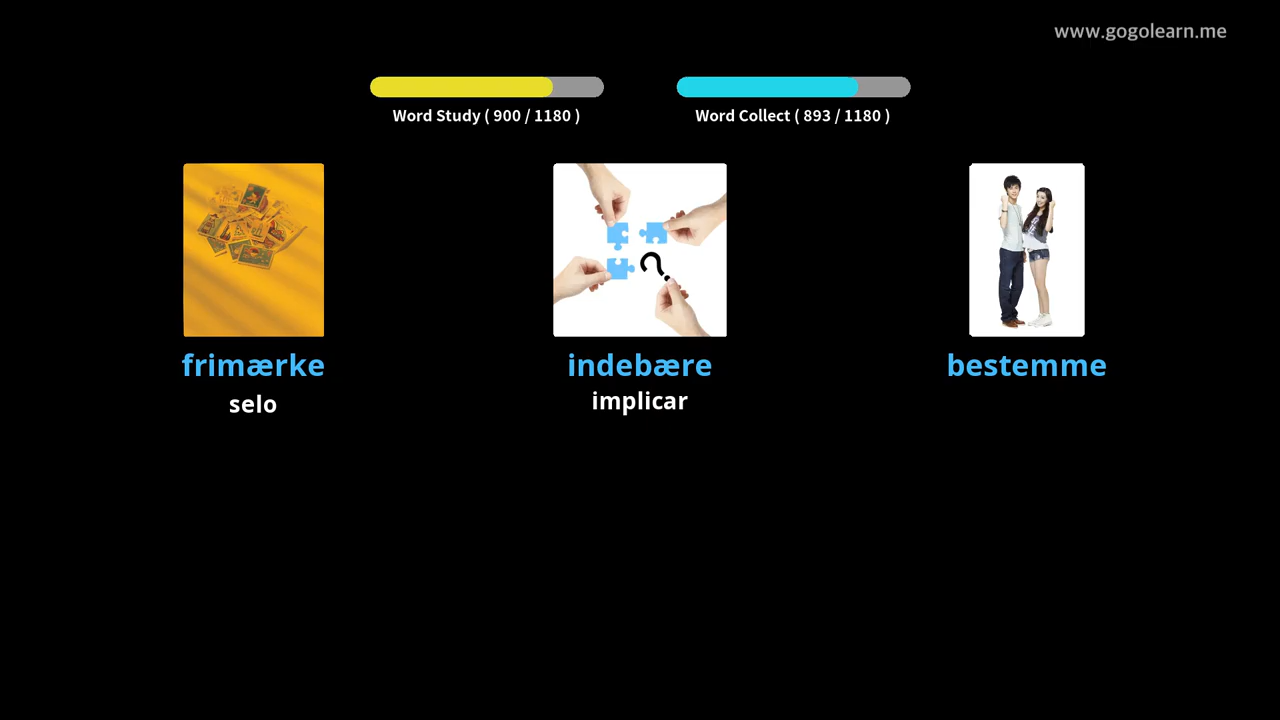 www.gogolearn.me
Word Study ( 900 / 1180 )
Word Collect ( 893 / 1180 )
frimærke
selo
indebære
implicar
bestemme